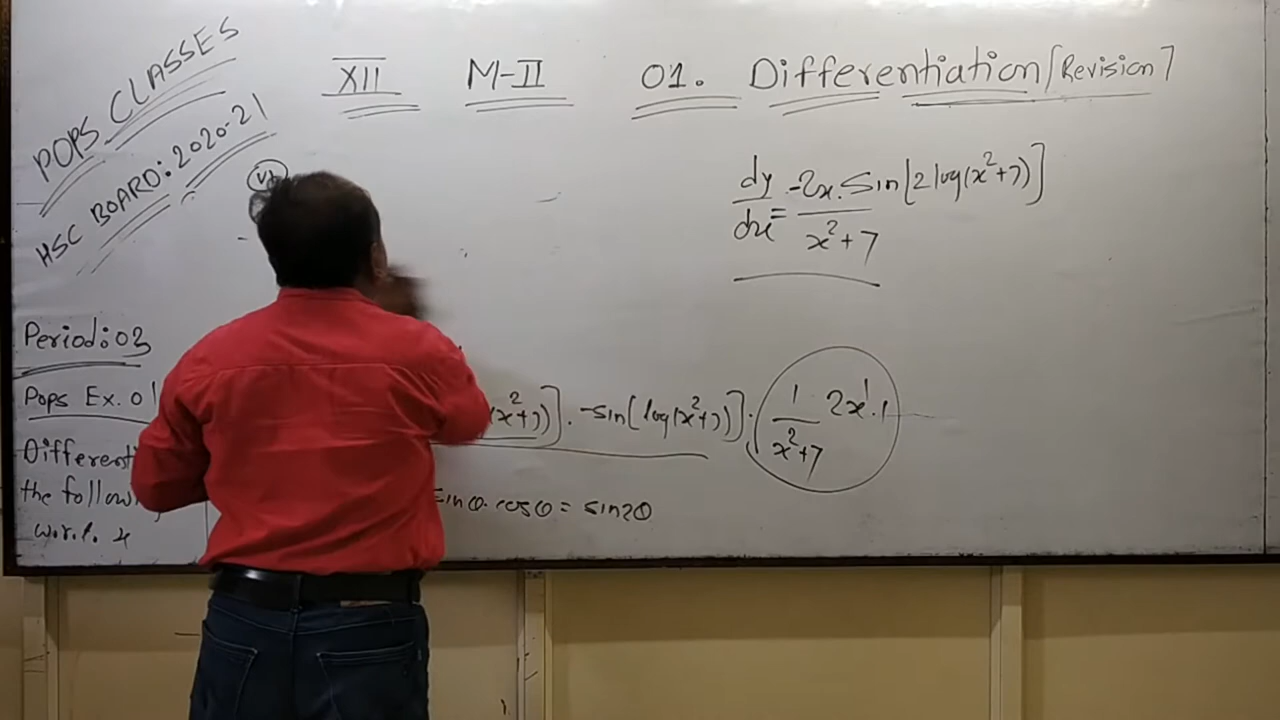 POPS CLASSES
HSC BOARD: 2020-21
XII M-II 01. Differentiation [Revision]
dy/dx = -2x. Sin[2 log(x²+7)] / x²+7
Period: 03
Pops Ex. 01
(x²+7)]. -sin[log(x²+7)]. 1/x²+7 . 2x¹.1
Differenti
the follow
sinθ. cosθ = sin2θ
w.r.t. x